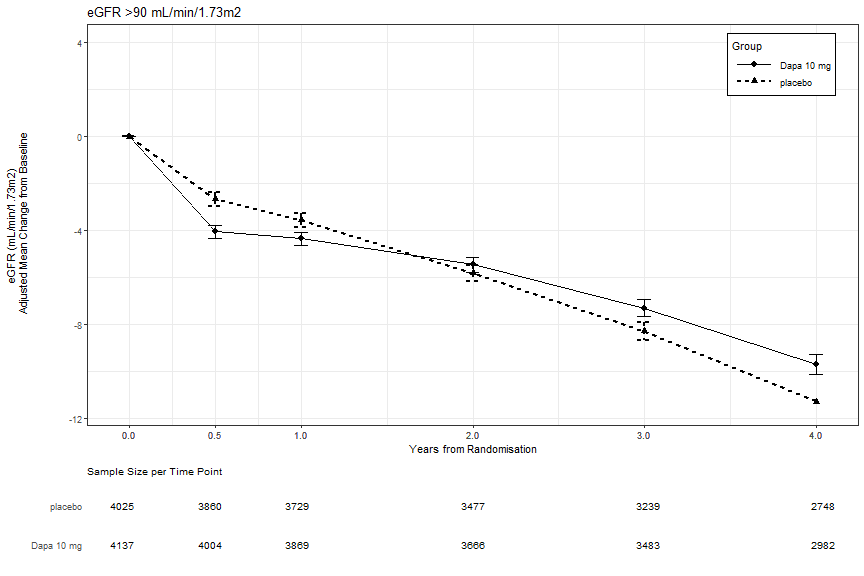 eGFR >90 mL/min/1.73m2
eGFR (mL/min/1.73m2)
Adjusted Mean Change from Baseline
4
0
-4
-8
-12
Group
Dapa 10 mg
placebo
0.0 0.5 1.0 2.0 3.0 4.0
Years from Randomisation
Sample Size per Time Point
placebo 4025 3860 3729 3477 3239 2748
Dapa 10 mg 4137 4004 3869 3666 3483 2982